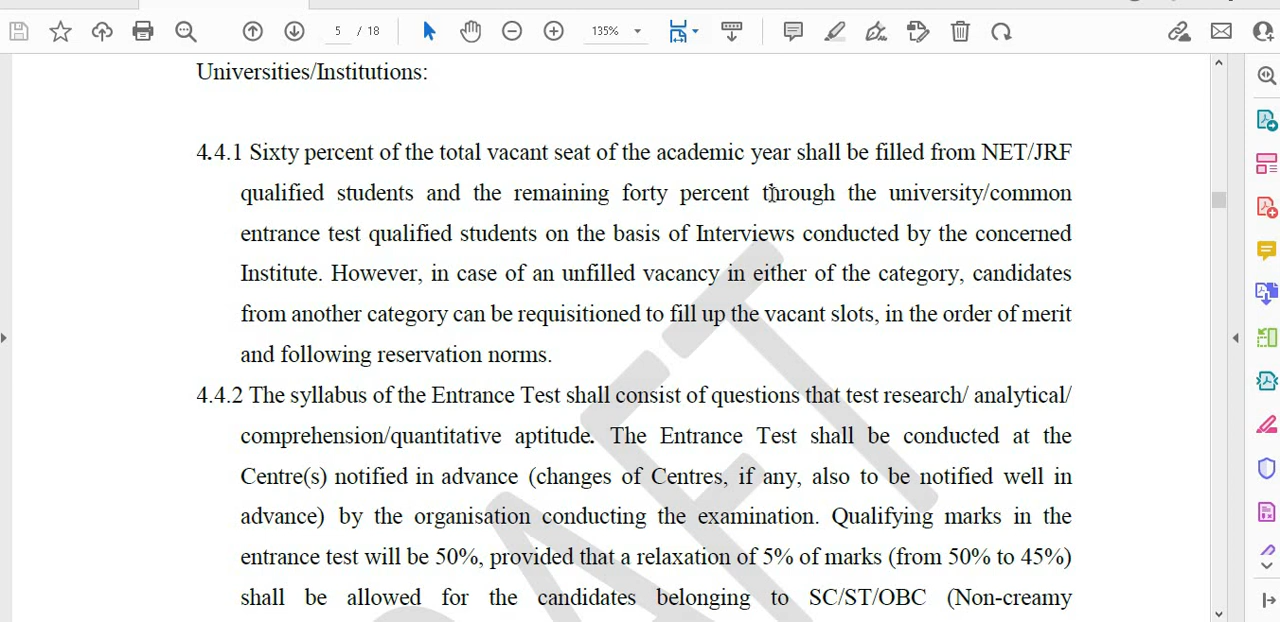 5 / 18
135%
Universities/Institutions:
4.4.1 Sixty percent of the total vacant seat of the academic year shall be filled from NET/JRF
qualified students and the remaining forty percent through the university/common
entrance test qualified students on the basis of Interviews conducted by the concerned
Institute. However, in case of an unfilled vacancy in either of the category, candidates
from another category can be requisitioned to fill up the vacant slots, in the order of merit
and following reservation norms.
4.4.2 The syllabus of the Entrance Test shall consist of questions that test research/ analytical/
comprehension/quantitative aptitude. The Entrance Test shall be conducted at the
Centre(s) notified in advance (changes of Centres, if any, also to be notified well in
advance) by the organisation conducting the examination. Qualifying marks in the
entrance test will be 50%, provided that a relaxation of 5% of marks (from 50% to 45%)
shall be allowed for the candidates belonging to SC/ST/OBC (Non-creamy